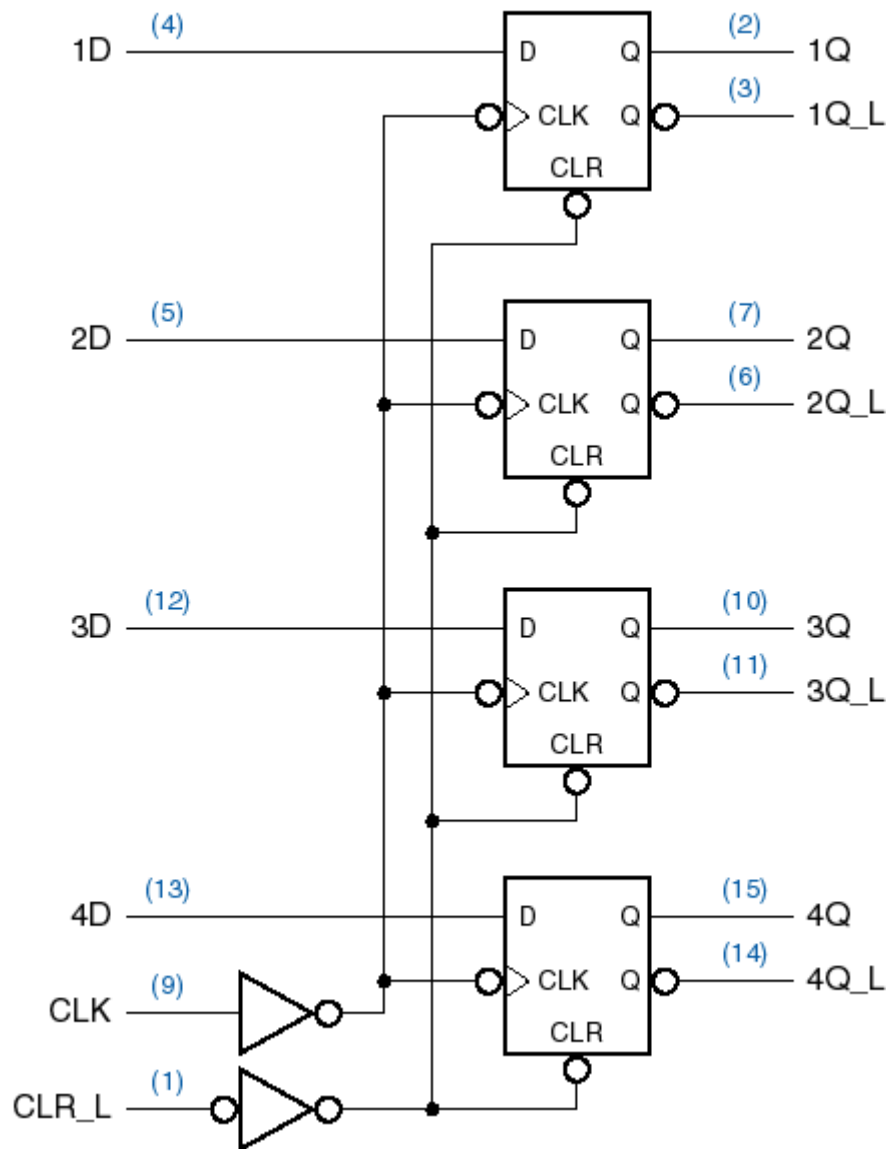 1D (4) D Q (2) 1Q
CLK Q (3) 1Q_L
CLR
2D (5) D Q (7) 2Q
CLK Q (6) 2Q_L
CLR
3D (12) D Q (10) 3Q
CLK Q (11) 3Q_L
CLR
4D (13) D Q (15) 4Q
CLK Q (14) 4Q_L
CLK (9)
CLR
CLR_L (1)